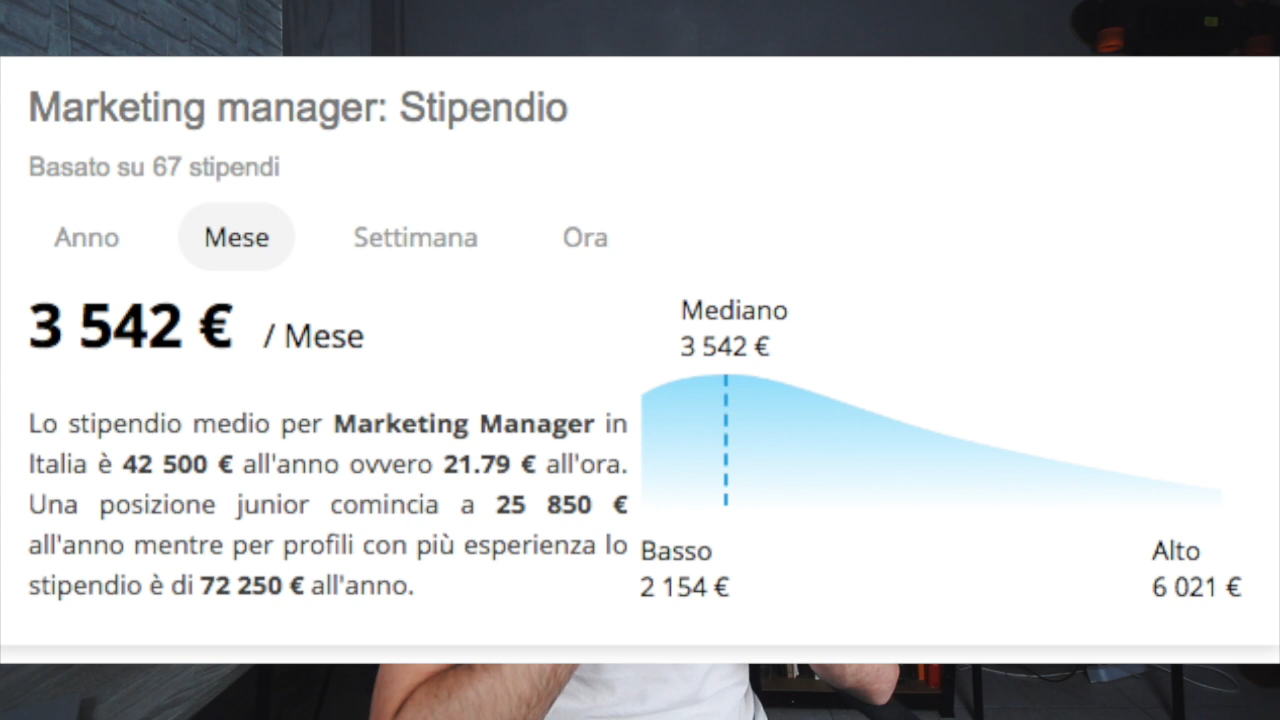 Marketing manager: Stipendio
Basato su 67 stipendi
Anno Mese Settimana Ora
3 542 € / Mese
Lo stipendio medio per Marketing Manager in
Italia è 42 500 € all'anno ovvero 21.79 € all'ora.
Una posizione junior comincia a 25 850 €
all'anno mentre per profili con più esperienza lo
stipendio è di 72 250 € all'anno.
Mediano
3 542 €
Basso
2 154 €
Alto
6 021 €